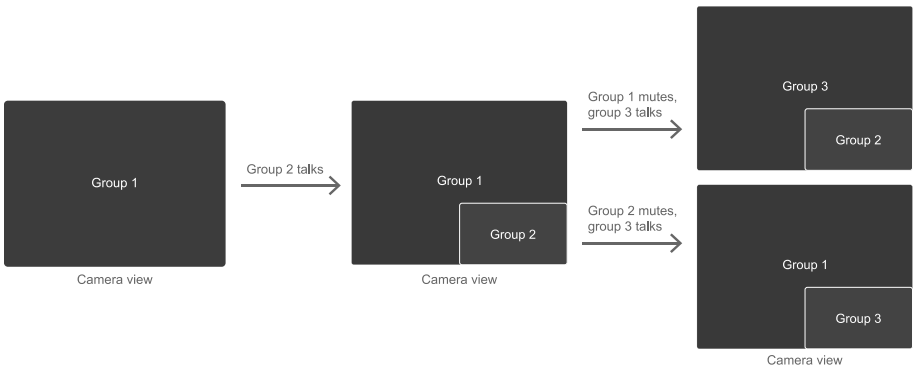 Group 1
Camera view
Group 2 talks
Group 1
Group 2
Camera view
Group 1 mutes,
group 3 talks
Group 3
Group 2
Group 2 mutes,
group 3 talks
Group 1
Group 3
Camera view